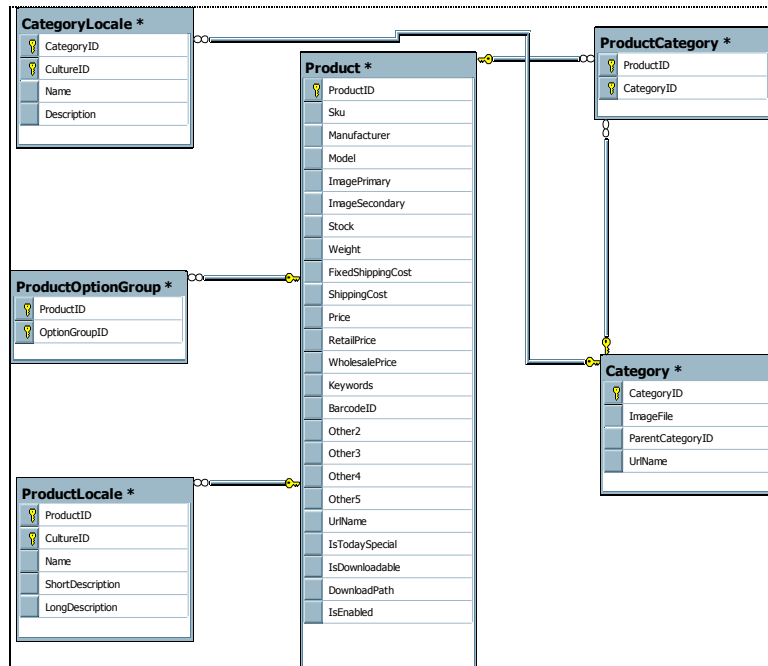 CategoryLocale *
CategoryID
CultureID
Name
Description
Product *
ProductID
Sku
Manufacturer
Model
ImagePrimary
ImageSecondary
Stock
Weight
FixedShippingCost
ShippingCost
Price
RetailPrice
WholesalePrice
Keywords
BarcodeID
Other2
Other3
Other4
Other5
UrlName
IsTodaySpecial
IsDownloadable
DownloadPath
IsEnabled
ProductCategory *
ProductID
CategoryID
ProductOptionGroup *
ProductID
OptionGroupID
Category *
CategoryID
ImageFile
ParentCategoryID
UrlName
ProductLocale *
ProductID
CultureID
Name
ShortDescription
LongDescription